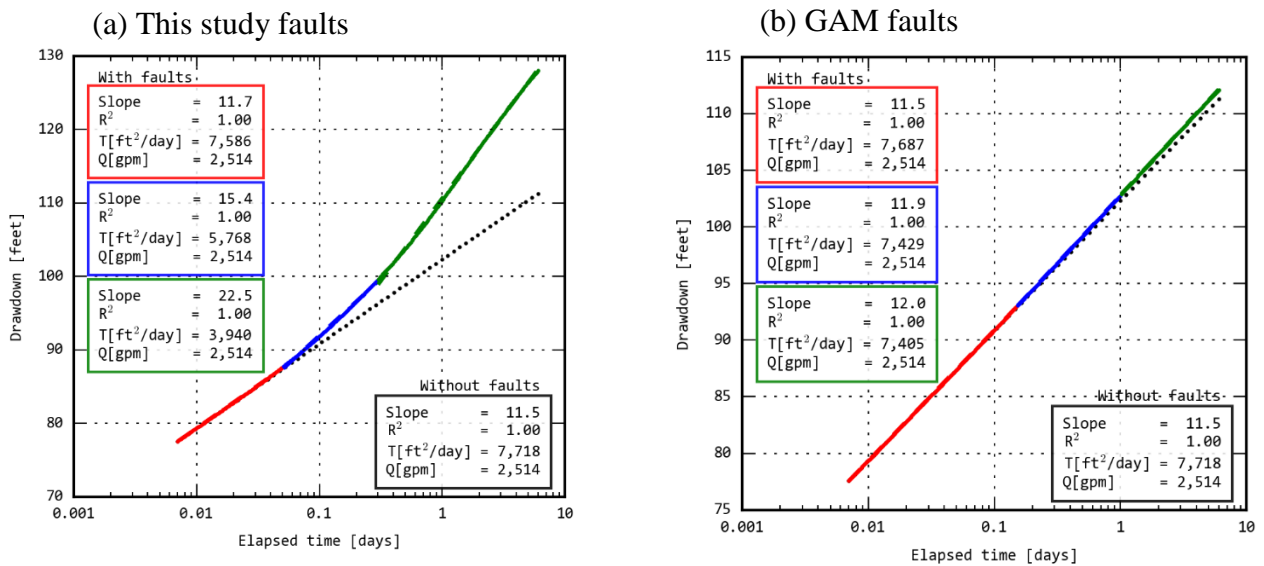 (a) This study faults
130
120
110
100
90
80
70
Drawdown [feet]
With faults
Slope = 11.7
R² = 1.00
T[ft²/day] = 7,586
Q[gpm] = 2,514
Slope = 15.4
R² = 1.00
T[ft²/day] = 5,768
Q[gpm] = 2,514
Slope = 22.5
R² = 1.00
T[ft²/day] = 3,940
Q[gpm] = 2,514
Without faults
Slope = 11.5
R² = 1.00
T[ft²/day] = 7,718
Q[gpm] = 2,514
0.001 0.01 0.1 1 10
Elapsed time [days]
(b) GAM faults
115
110
105
100
95
90
85
80
75
Drawdown [feet]
With faults
Slope = 11.5
R² = 1.00
T[ft²/day] = 7,687
Q[gpm] = 2,514
Slope = 11.9
R² = 1.00
T[ft²/day] = 7,429
Q[gpm] = 2,514
Slope = 12.0
R² = 1.00
T[ft²/day] = 7,405
Q[gpm] = 2,514
Without faults
Slope = 11.5
R² = 1.00
T[ft²/day] = 7,718
Q[gpm] = 2,514
0.001 0.01 0.1 1 10
Elapsed time [days]